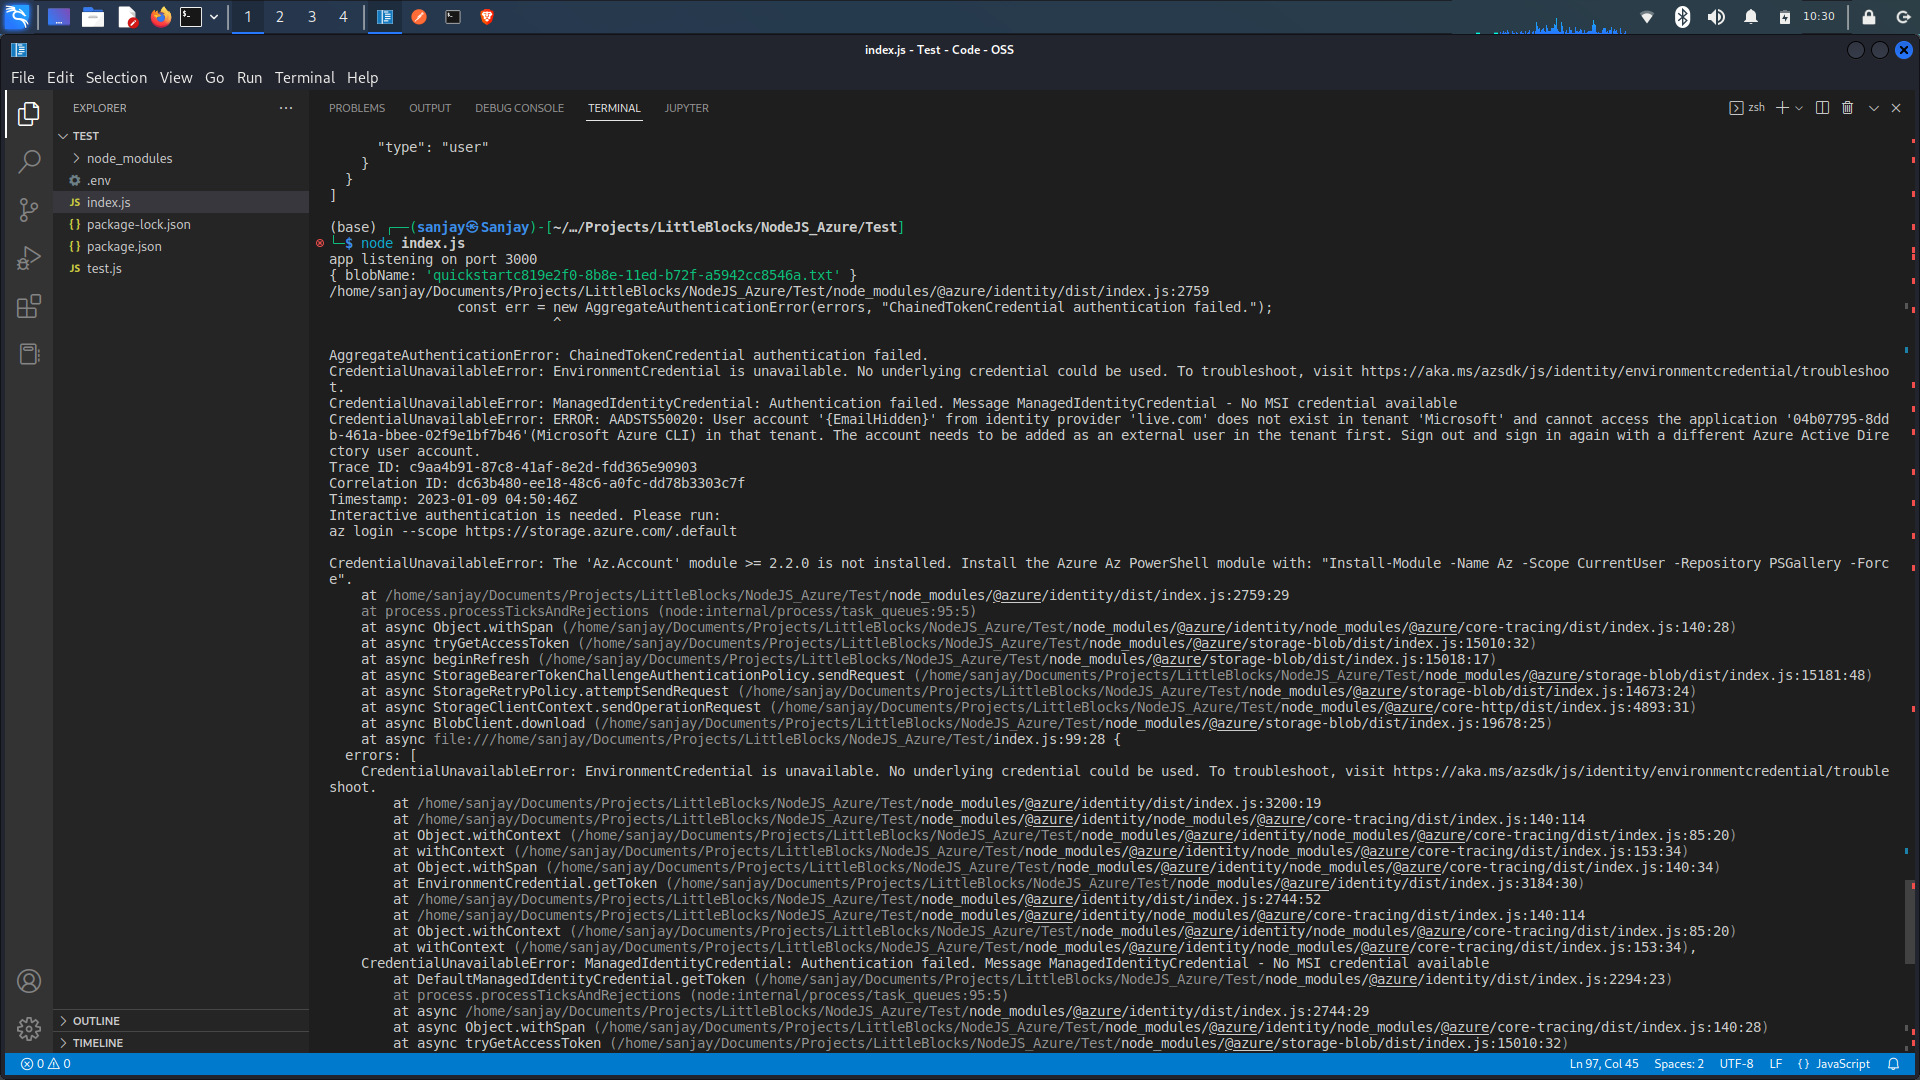 1
2
3
4
10:30
index.js - Test - Code - OSS
File Edit Selection View Go Run Terminal Help
EXPLORER
TEST
node_modules
.env
JS index.js
{} package-lock.json
{} package.json
JS test.js
OUTLINE
TIMELINE
PROBLEMS OUTPUT DEBUG CONSOLE TERMINAL JUPYTER
zsh
"type": "user"
}
}
]
(base) ┌──(sanjay㉿Sanjay)-[~/…/Projects/LittleBlocks/NodeJS_Azure/Test]
└─$ node index.js
app listening on port 3000
{ blobName: 'quickstartc819e2f0-8b8e-11ed-b72f-a5942cc8546a.txt' }
/home/sanjay/Documents/Projects/LittleBlocks/NodeJS_Azure/Test/node_modules/@azure/identity/dist/index.js:2759
const err = new AggregateAuthenticationError(errors, "ChainedTokenCredential authentication failed.");
^
AggregateAuthenticationError: ChainedTokenCredential authentication failed.
CredentialUnavailableError: EnvironmentCredential is unavailable. No underlying credential could be used. To troubleshoot, visit https://aka.ms/azsdk/js/identity/environmentcredential/troubleshoo
t.
CredentialUnavailableError: ManagedIdentityCredential: Authentication failed. Message ManagedIdentityCredential - No MSI credential available
CredentialUnavailableError: ERROR: AADSTS50020: User account '{EmailHidden}' from identity provider 'live.com' does not exist in tenant 'Microsoft' and cannot access the application '04b07795-8dd
b-461a-bbee-02f9e1bf7b46'(Microsoft Azure CLI) in that tenant. The account needs to be added as an external user in the tenant first. Sign out and sign in again with a different Azure Active Dire
ctory user account.
Trace ID: c9aa4b91-87c8-41af-8e2d-fdd365e90903
Correlation ID: dc63b480-ee18-48c6-a0fc-dd78b3303c7f
Timestamp: 2023-01-09 04:50:46Z
Interactive authentication is needed. Please run:
az login --scope https://storage.azure.com/.default
CredentialUnavailableError: The 'Az.Account' module >= 2.2.0 is not installed. Install the Azure Az PowerShell module with: "Install-Module -Name Az -Scope CurrentUser -Repository PSGallery -Forc
e".
at /home/sanjay/Documents/Projects/LittleBlocks/NodeJS_Azure/Test/node_modules/@azure/identity/dist/index.js:2759:29
at process.processTicksAndRejections (node:internal/process/task_queues:95:5)
at async Object.withSpan (/home/sanjay/Documents/Projects/LittleBlocks/NodeJS_Azure/Test/node_modules/@azure/identity/node_modules/@azure/core-tracing/dist/index.js:140:28)
at async tryGetAccessToken (/home/sanjay/Documents/Projects/LittleBlocks/NodeJS_Azure/Test/node_modules/@azure/storage-blob/dist/index.js:15010:32)
at async beginRefresh (/home/sanjay/Documents/Projects/LittleBlocks/NodeJS_Azure/Test/node_modules/@azure/storage-blob/dist/index.js:15018:17)
at async StorageBearerTokenChallengeAuthenticationPolicy.sendRequest (/home/sanjay/Documents/Projects/LittleBlocks/NodeJS_Azure/Test/node_modules/@azure/storage-blob/dist/index.js:15181:48)
at async StorageRetryPolicy.attemptSendRequest (/home/sanjay/Documents/Projects/LittleBlocks/NodeJS_Azure/Test/node_modules/@azure/storage-blob/dist/index.js:14673:24)
at async StorageClientContext.sendOperationRequest (/home/sanjay/Documents/Projects/LittleBlocks/NodeJS_Azure/Test/node_modules/@azure/core-http/dist/index.js:4893:31)
at async BlobClient.download (/home/sanjay/Documents/Projects/LittleBlocks/NodeJS_Azure/Test/node_modules/@azure/storage-blob/dist/index.js:19678:25)
at async file:///home/sanjay/Documents/Projects/LittleBlocks/NodeJS_Azure/Test/index.js:99:28 {
errors: [
CredentialUnavailableError: EnvironmentCredential is unavailable. No underlying credential could be used. To troubleshoot, visit https://aka.ms/azsdk/js/identity/environmentcredential/trouble
shoot.
at /home/sanjay/Documents/Projects/LittleBlocks/NodeJS_Azure/Test/node_modules/@azure/identity/dist/index.js:3200:19
at /home/sanjay/Documents/Projects/LittleBlocks/NodeJS_Azure/Test/node_modules/@azure/identity/node_modules/@azure/core-tracing/dist/index.js:140:114
at Object.withContext (/home/sanjay/Documents/Projects/LittleBlocks/NodeJS_Azure/Test/node_modules/@azure/identity/node_modules/@azure/core-tracing/dist/index.js:85:20)
at withContext (/home/sanjay/Documents/Projects/LittleBlocks/NodeJS_Azure/Test/node_modules/@azure/identity/node_modules/@azure/core-tracing/dist/index.js:153:34)
at Object.withSpan (/home/sanjay/Documents/Projects/LittleBlocks/NodeJS_Azure/Test/node_modules/@azure/identity/node_modules/@azure/core-tracing/dist/index.js:140:34)
at EnvironmentCredential.getToken (/home/sanjay/Documents/Projects/LittleBlocks/NodeJS_Azure/Test/node_modules/@azure/identity/dist/index.js:3184:30)
at /home/sanjay/Documents/Projects/LittleBlocks/NodeJS_Azure/Test/node_modules/@azure/identity/dist/index.js:2744:52
at /home/sanjay/Documents/Projects/LittleBlocks/NodeJS_Azure/Test/node_modules/@azure/identity/node_modules/@azure/core-tracing/dist/index.js:140:114
at Object.withContext (/home/sanjay/Documents/Projects/LittleBlocks/NodeJS_Azure/Test/node_modules/@azure/identity/node_modules/@azure/core-tracing/dist/index.js:85:20)
at withContext (/home/sanjay/Documents/Projects/LittleBlocks/NodeJS_Azure/Test/node_modules/@azure/identity/node_modules/@azure/core-tracing/dist/index.js:153:34),
CredentialUnavailableError: ManagedIdentityCredential: Authentication failed. Message ManagedIdentityCredential - No MSI credential available
at DefaultManagedIdentityCredential.getToken (/home/sanjay/Documents/Projects/LittleBlocks/NodeJS_Azure/Test/node_modules/@azure/identity/dist/index.js:2294:23)
at process.processTicksAndRejections (node:internal/process/task_queues:95:5)
at async /home/sanjay/Documents/Projects/LittleBlocks/NodeJS_Azure/Test/node_modules/@azure/identity/dist/index.js:2744:29
at async Object.withSpan (/home/sanjay/Documents/Projects/LittleBlocks/NodeJS_Azure/Test/node_modules/@azure/identity/node_modules/@azure/core-tracing/dist/index.js:140:28)
at async tryGetAccessToken (/home/sanjay/Documents/Projects/LittleBlocks/NodeJS_Azure/Test/node_modules/@azure/storage-blob/dist/index.js:15010:32)
0 0
Ln 97, Col 45 Spaces: 2 UTF-8 LF {} JavaScript